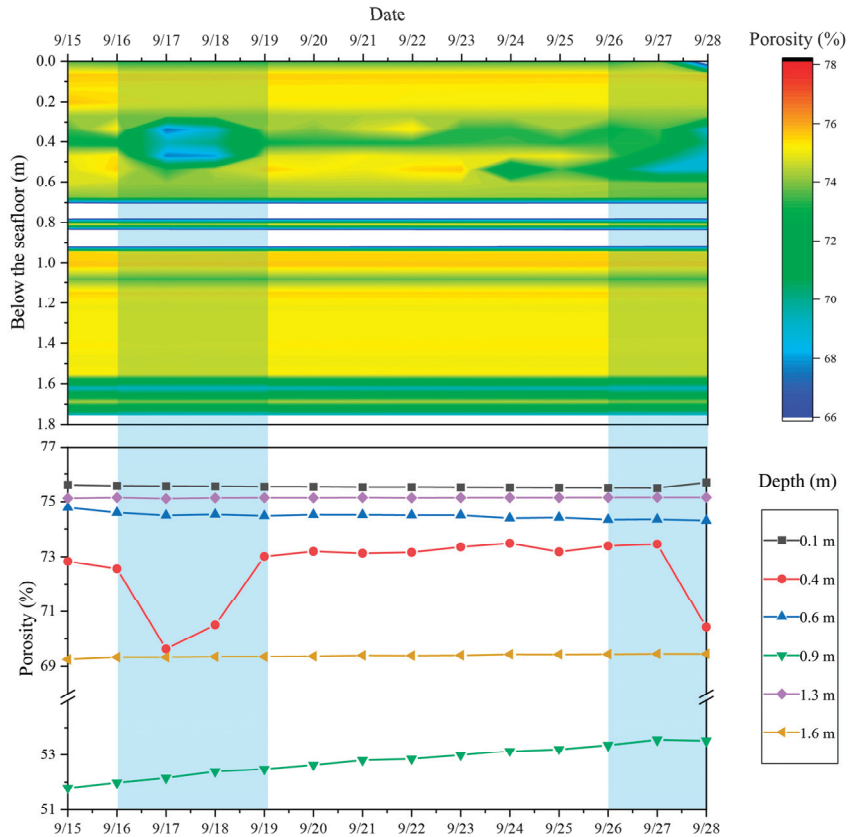 Date
9/15 9/16 9/17 9/18 9/19 9/20 9/21 9/22 9/23 9/24 9/25 9/26 9/27 9/28
Porosity (%)
0.0
0.2
0.4
0.6
0.8
1.0
1.2
1.4
1.6
1.8
Below the seafloor (m)
78
76
74
72
70
68
66
77
75
73
71
69
53
51
Porosity (%)
9/15 9/16 9/17 9/18 9/19 9/20 9/21 9/22 9/23 9/24 9/25 9/26 9/27 9/28
Depth (m)
0.1 m
0.4 m
0.6 m
0.9 m
1.3 m
1.6 m